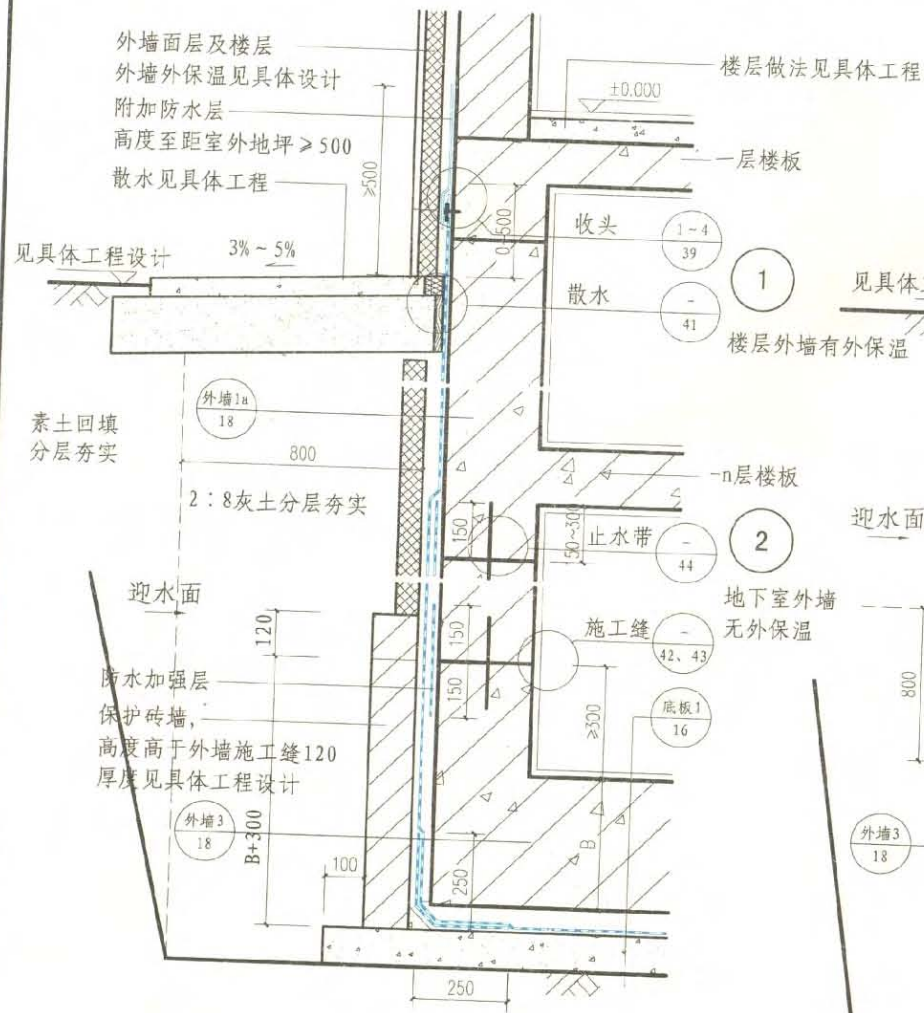 外墙面层及楼层
外墙外保温见具体设计
附加防水层
高度至距室外地坪≥500
散水见具体工程
楼层做法见具体工程
±0.000
一层楼板
≥500
0~500
收头
1~4
39
见具体工程设计
3%~5%
散水
-
41
1
楼层外墙有外保温
外墙1a
18
素土回填
分层夯实
800
2:8灰土分层夯实
-n层楼板
150
止水带
-
44
2
地下室外墙
无外保温
迎水面
迎水面
120
150
150
施工缝
-
42、43
≥300
底板1
16
800
防水加强层
保护砖墙,
高度高于外墙施工缝120
厚度见具体工程设计
外墙3
18
B+300
100
250
B
250
外墙3
18